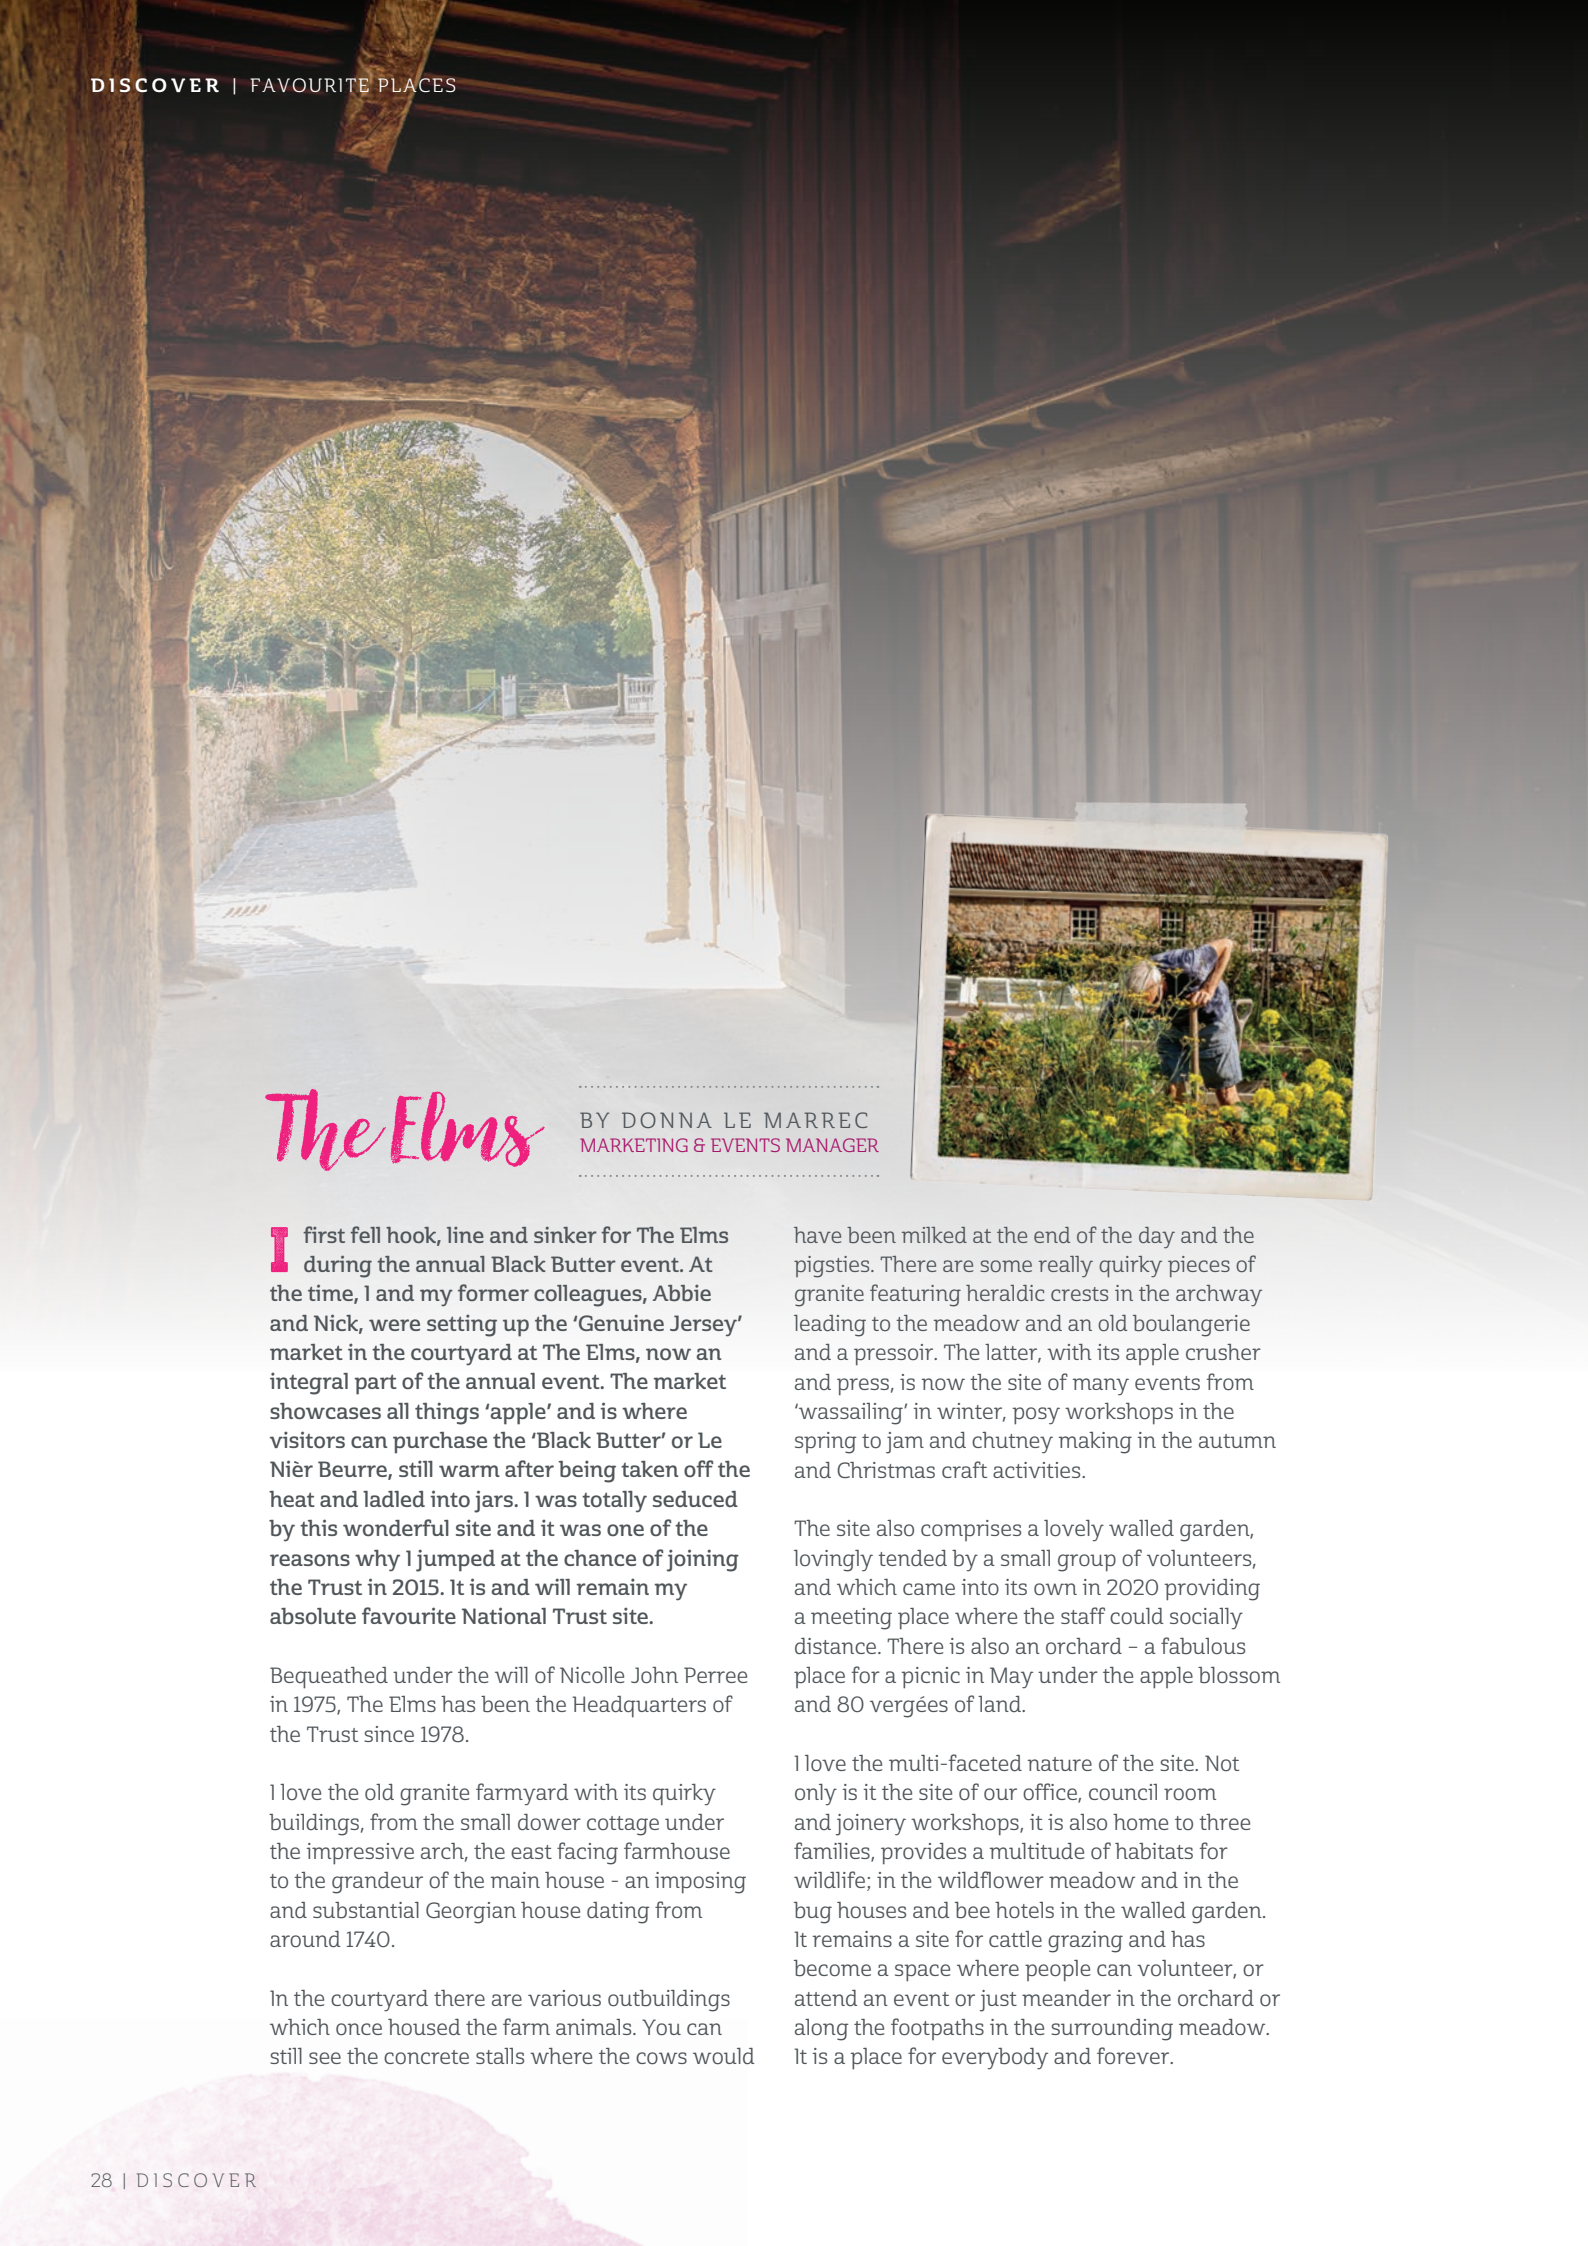 DISCOVER | FAVOURITE PLACES
The Elms
BY DONNA LE MARREC
MARKETING & EVENTS MANAGER
I first fell hook, line and sinker for The Elms
during the annual Black Butter event. At
the time, I and my former colleagues, Abbie
and Nick, were setting up the ‘Genuine Jersey’
market in the courtyard at The Elms, now an
integral part of the annual event. The market
showcases all things ‘apple’ and is where
visitors can purchase the ‘Black Butter’ or Le
Nièr Beurre, still warm after being taken off the
heat and ladled into jars. I was totally seduced
by this wonderful site and it was one of the
reasons why I jumped at the chance of joining
the Trust in 2015. It is and will remain my
absolute favourite National Trust site.
Bequeathed under the will of Nicolle John Perree
in 1975, The Elms has been the Headquarters of
the Trust since 1978.
I love the old granite farmyard with its quirky
buildings, from the small dower cottage under
the impressive arch, the east facing farmhouse
to the grandeur of the main house - an imposing
and substantial Georgian house dating from
around 1740.
In the courtyard there are various outbuildings
which once housed the farm animals. You can
still see the concrete stalls where the cows would
have been milked at the end of the day and the
pigsties. There are some really quirky pieces of
granite featuring heraldic crests in the archway
leading to the meadow and an old boulangerie
and a pressoir. The latter, with its apple crusher
and press, is now the site of many events from
‘wassailing’ in winter, posy workshops in the
spring to jam and chutney making in the autumn
and Christmas craft activities.
The site also comprises a lovely walled garden,
lovingly tended by a small group of volunteers,
and which came into its own in 2020 providing
a meeting place where the staff could socially
distance. There is also an orchard – a fabulous
place for a picnic in May under the apple blossom
and 80 vergées of land.
I love the multi-faceted nature of the site. Not
only is it the site of our office, council room
and joinery workshops, it is also home to three
families, provides a multitude of habitats for
wildlife; in the wildflower meadow and in the
bug houses and bee hotels in the walled garden.
It remains a site for cattle grazing and has
become a space where people can volunteer, or
attend an event or just meander in the orchard or
along the footpaths in the surrounding meadow.
It is a place for everybody and forever.
28 | DISCOVER